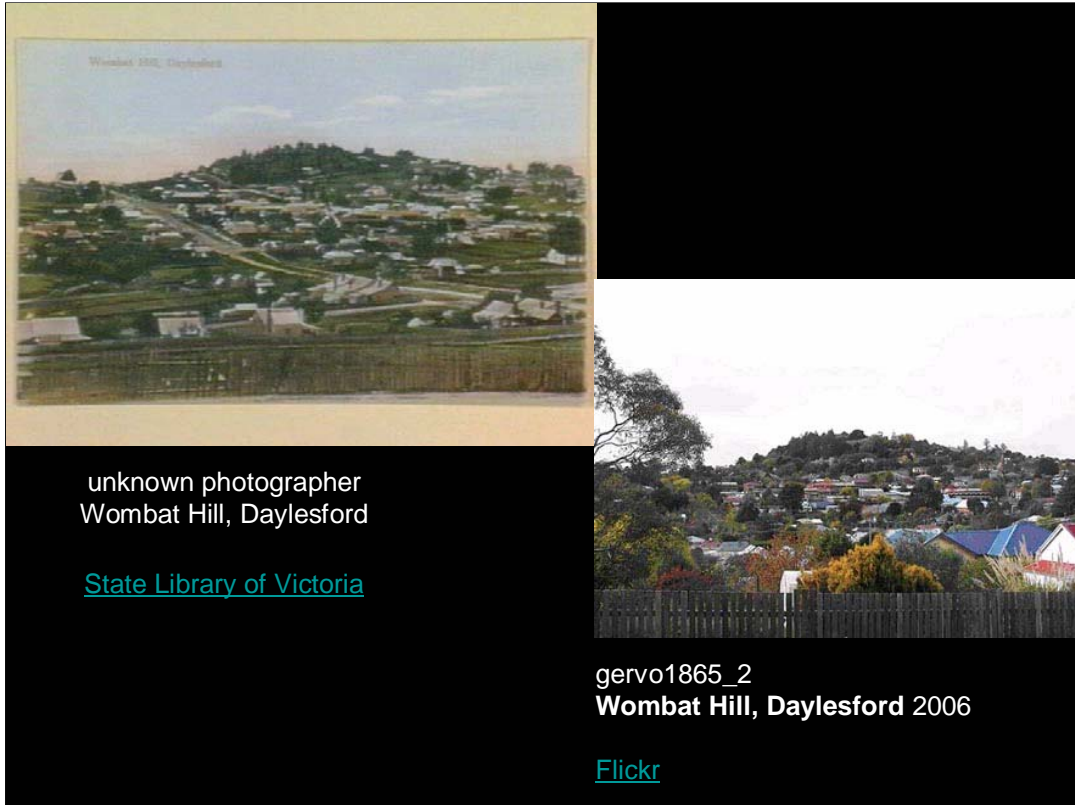 Wombat Hill, Daylesford
unknown photographer
Wombat Hill, Daylesford
State Library of Victoria
gervo1865_2
Wombat Hill, Daylesford 2006
Flickr